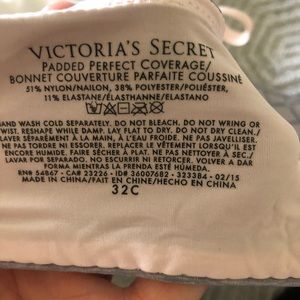 VICTORIA'S SECRET
PADDED PERFECT COVERAGE/
BONNET COUVERTURE PARFAITE COUSSINE
51% NYLON/NAILON, 38% POLYESTER/POLIÉSTER,
11% ELASTANE/ÉLASTHANNE/ELASTANO
HAND WASH COLD SEPARATELY. DO NOT BLEACH. DO NOT WRING OR
TWIST. RESHAPE WHILE DAMP. LAY FLAT TO DRY. DO NOT DRY CLEAN./
LAVER SÉPARÉMENT À LA MAIN, À L'EAU FROIDE. NE PAS JAVELLISER.
NE PAS TORDRE NI ESSORER. REPLACER LE VÊTEMENT LORSQU'IL EST
ENCORE HUMIDE. FAIRE SÉCHER À PLAT. NE PAS NETTOYER À SEC./
LAVAR POR SEPARADO. NO ESCURRIR NI RETORCER. VOLVER A DAR
FORMA MIENTRAS LA PRENDA ESTÉ HÚMEDA.
RN# 54867 CA# 23226 ID# 36007682 323384 02/15
MADE IN CHINA/FAIT EN CHINE/HECHO EN CHINA
32C